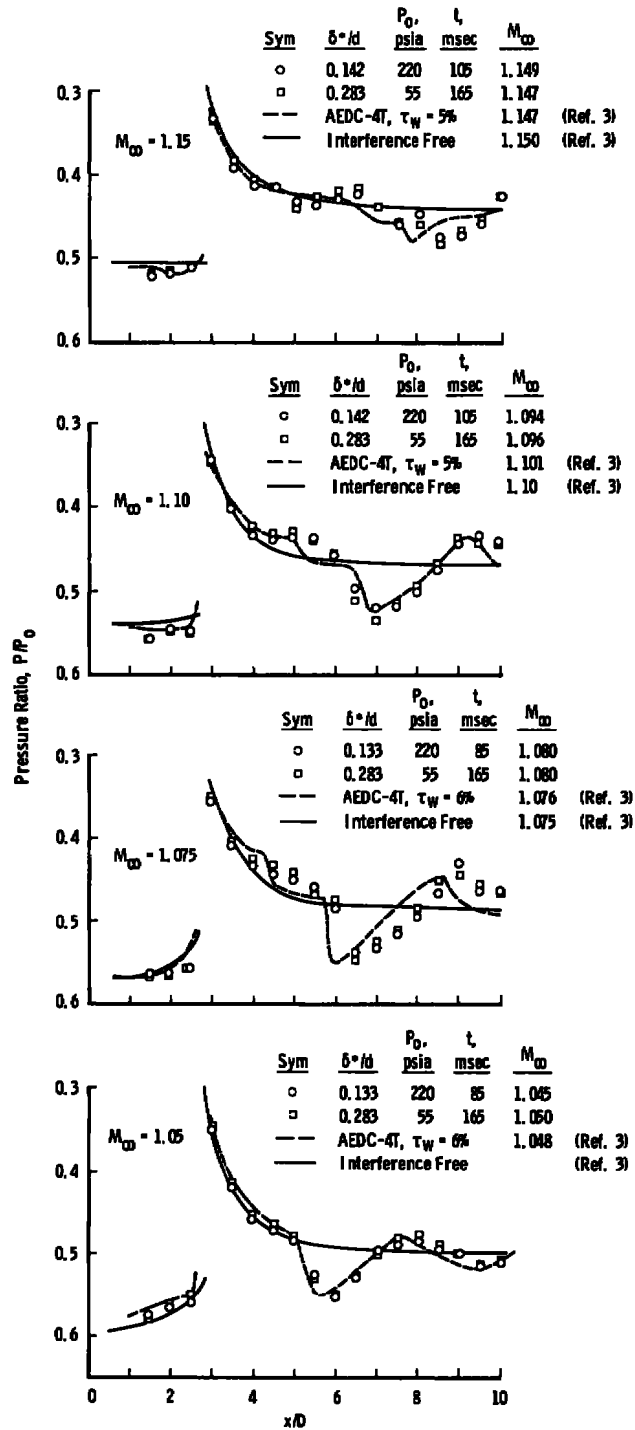 P₀, t,
Sym δ*/d psia msec M∞
○ 0.142 220 105 1.149
□ 0.283 55 165 1.147
AEDC-4T, τ_W = 5% 1.147 (Ref. 3)
Interference Free 1.150 (Ref. 3)
M∞ = 1.15
0.3
0.4
0.5
0.6
P₀, t,
Sym δ*/d psia msec M∞
○ 0.142 220 105 1.094
□ 0.283 55 165 1.096
AEDC-4T, τ_W = 5% 1.101 (Ref. 3)
Interference Free 1.10 (Ref. 3)
M∞ = 1.10
0.3
0.4
0.5
0.6
Pressure Ratio, P/P₀
P₀, t,
Sym δ*/d psia msec M∞
○ 0.133 220 85 1.080
□ 0.283 55 165 1.080
AEDC-4T, τ_W = 6% 1.076 (Ref. 3)
Interference Free 1.075 (Ref. 3)
M∞ = 1.075
0.3
0.4
0.5
0.6
P₀, t,
Sym δ*/d psia msec M∞
○ 0.133 220 85 1.045
□ 0.283 55 165 1.050
AEDC-4T, τ_W = 6% 1.048 (Ref. 3)
Interference Free (Ref. 3)
M∞ = 1.05
0.3
0.4
0.5
0.6
0 2 4 6 8 10
x/D